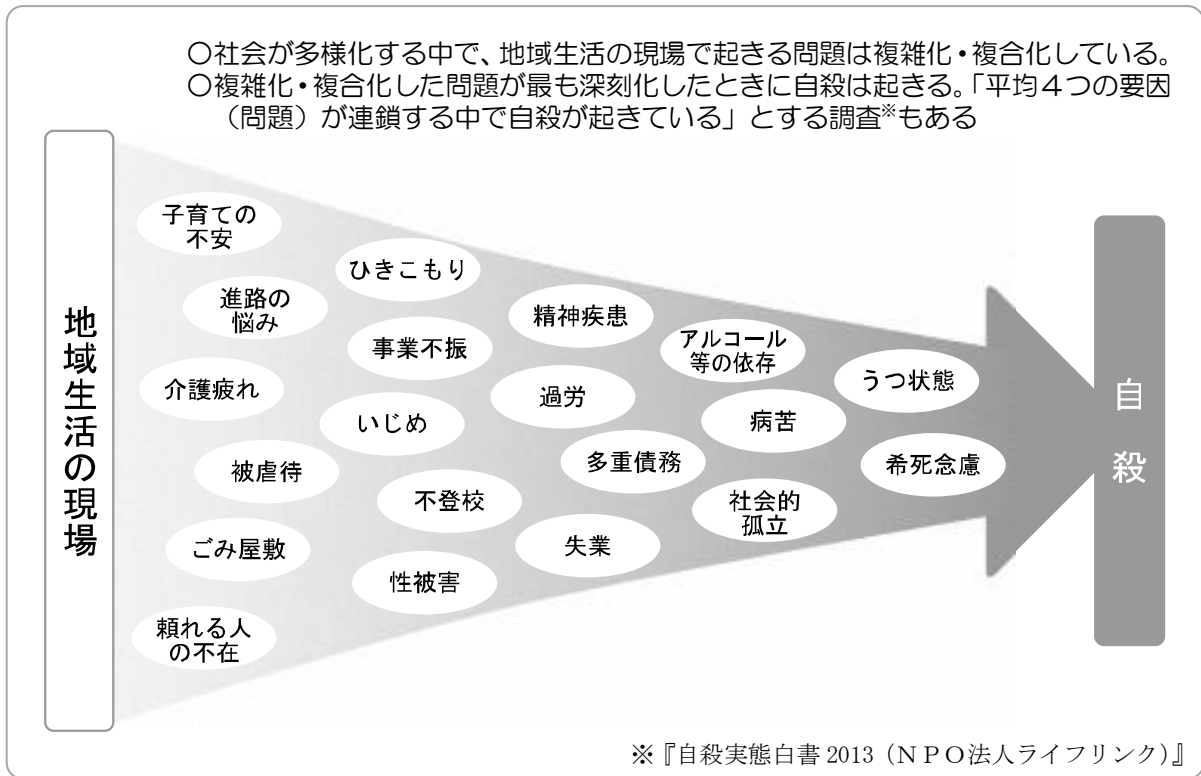 ○社会が多様化する中で、地域生活の現場で起きる問題は複雑化・複合化している。
○複雑化・複合化した問題が最も深刻化したときに自殺は起きる。「平均４つの要因
（問題）が連鎖する中で自殺が起きている」とする調査※もある
地域生活の現場
子育ての
不安
進路の
悩み
介護疲れ
被虐待
ごみ屋敷
頼れる人
の不在
ひきこもり
事業不振
いじめ
不登校
性被害
精神疾患
過労
多重債務
失業
アルコール
等の依存
病苦
社会的
孤立
うつ状態
希死念慮
自殺
※『自殺実態白書 2013（ＮＰＯ法人ライフリンク）』